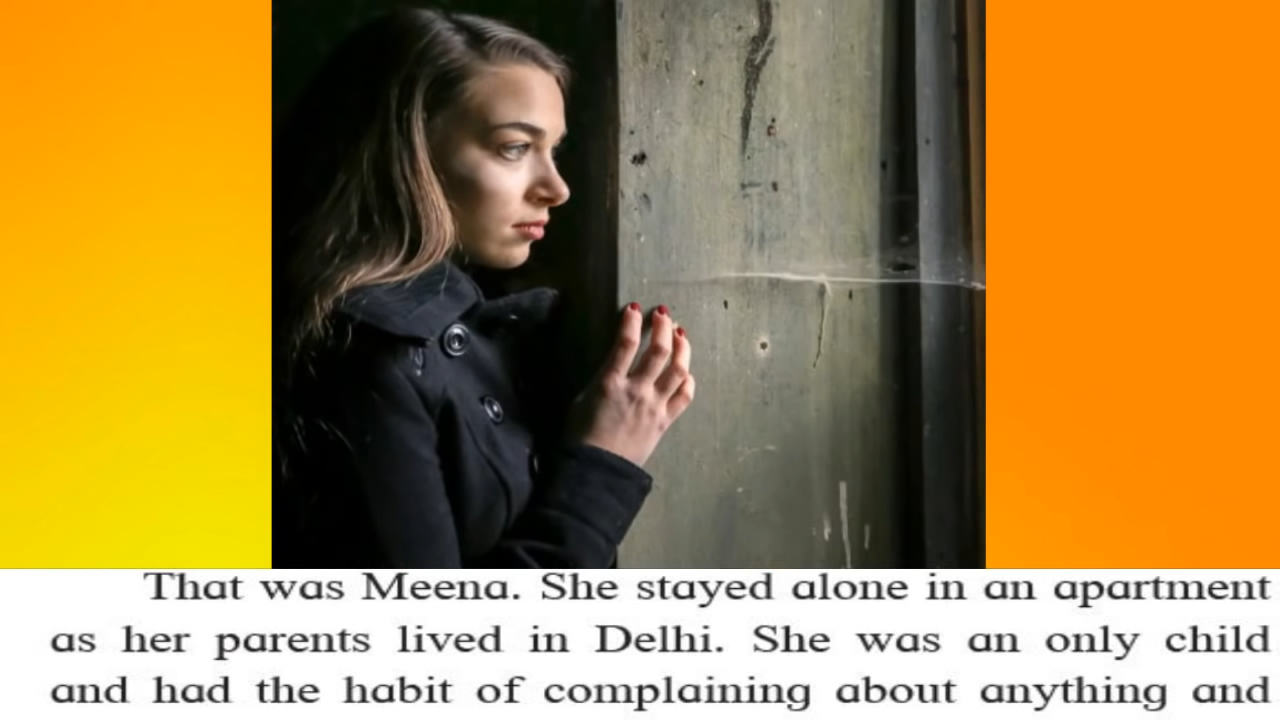 That was Meena. She stayed alone in an apartment
as her parents lived in Delhi. She was an only child
and had the habit of complaining about anything and